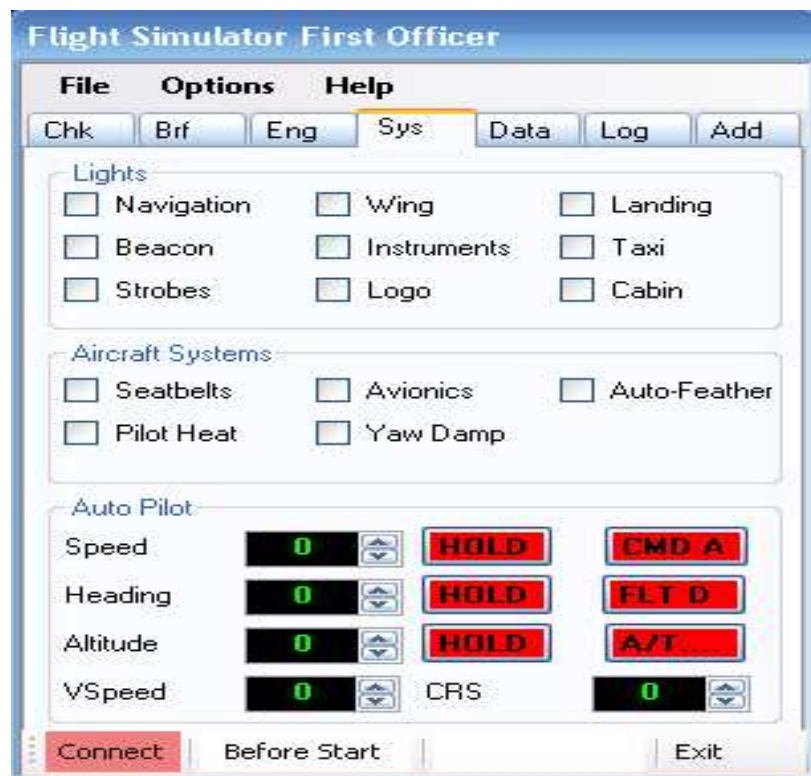 Flight Simulator First Officer
File Options Help
Chk Brf Eng Sys Data Log Add
Lights
Navigation Wing Landing
Beacon Instruments Taxi
Strobes Logo Cabin
Aircraft Systems
Seatbelts Avionics Auto-Feather
Pilot Heat Yaw Damp
Auto Pilot
Speed 0 HOLD CMD A
Heading 0 HOLD FLT D
Altitude 0 HOLD A/T....
VSpeed 0 CRS 0
Connect Before Start Exit